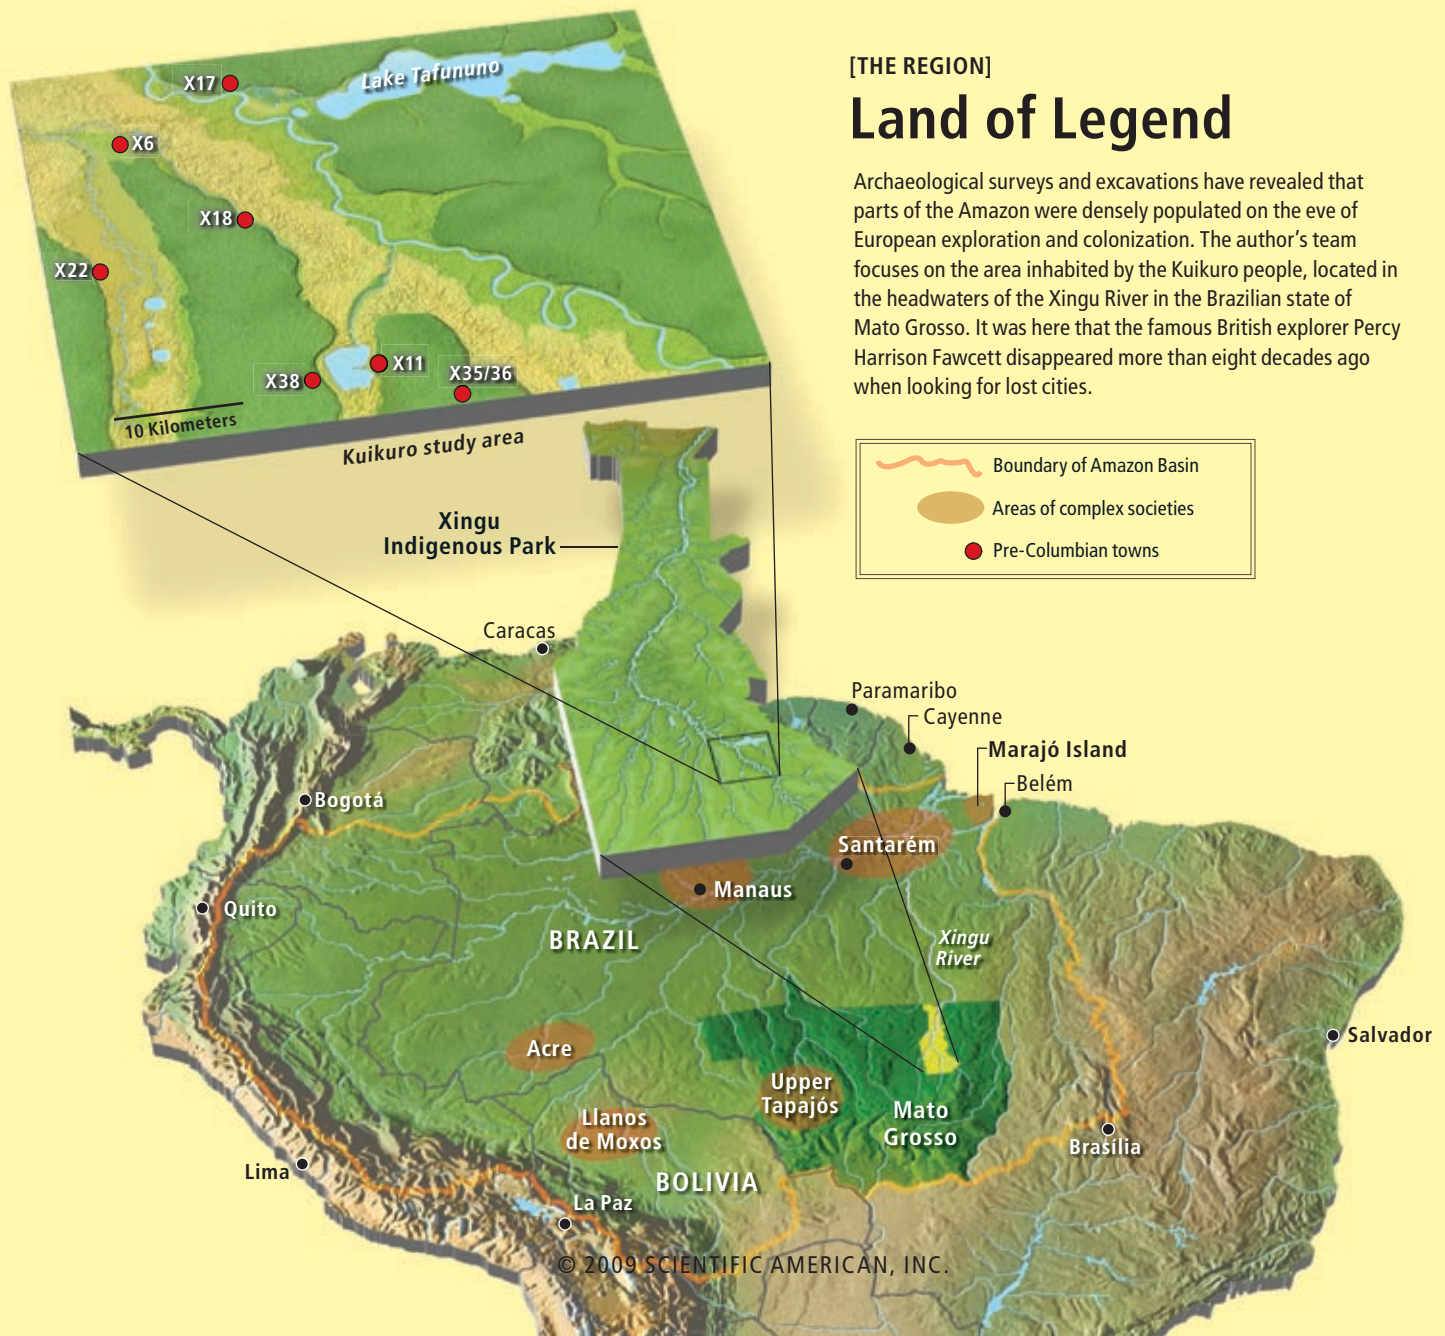 [THE REGION]
Land of Legend
Archaeological surveys and excavations have revealed that
parts of the Amazon were densely populated on the eve of
European exploration and colonization. The author's team
focuses on the area inhabited by the Kuikuro people, located in
the headwaters of the Xingu River in the Brazilian state of
Mato Grosso. It was here that the famous British explorer Percy
Harrison Fawcett disappeared more than eight decades ago
when looking for lost cities.
Boundary of Amazon Basin
Areas of complex societies
Pre-Columbian towns
Lake Tafununo
X17
X6
X18
X22
X11
X38
X35/36
10 Kilometers
Kuikuro study area
Xingu
Indigenous Park
Caracas
Paramaribo
Cayenne
Marajó Island
Belém
Bogotá
Santarém
Manaus
Quito
BRAZIL
Xingu
River
Salvador
Acre
Upper
Tapajós
Mato
Grosso
Llanos
de Moxos
Brasília
Lima
BOLIVIA
La Paz
© 2009 SCIENTIFIC AMERICAN, INC.